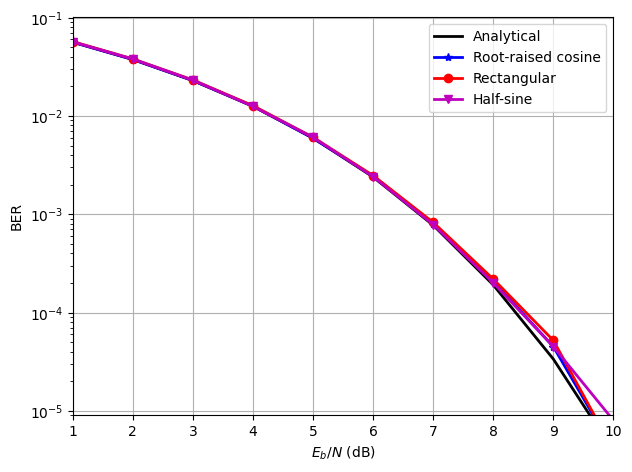 10⁻¹
10⁻²
10⁻³
10⁻⁴
10⁻⁵
BER
Analytical
Root-raised cosine
Rectangular
Half-sine
1 2 3 4 5 6 7 8 9 10
E_b/N (dB)